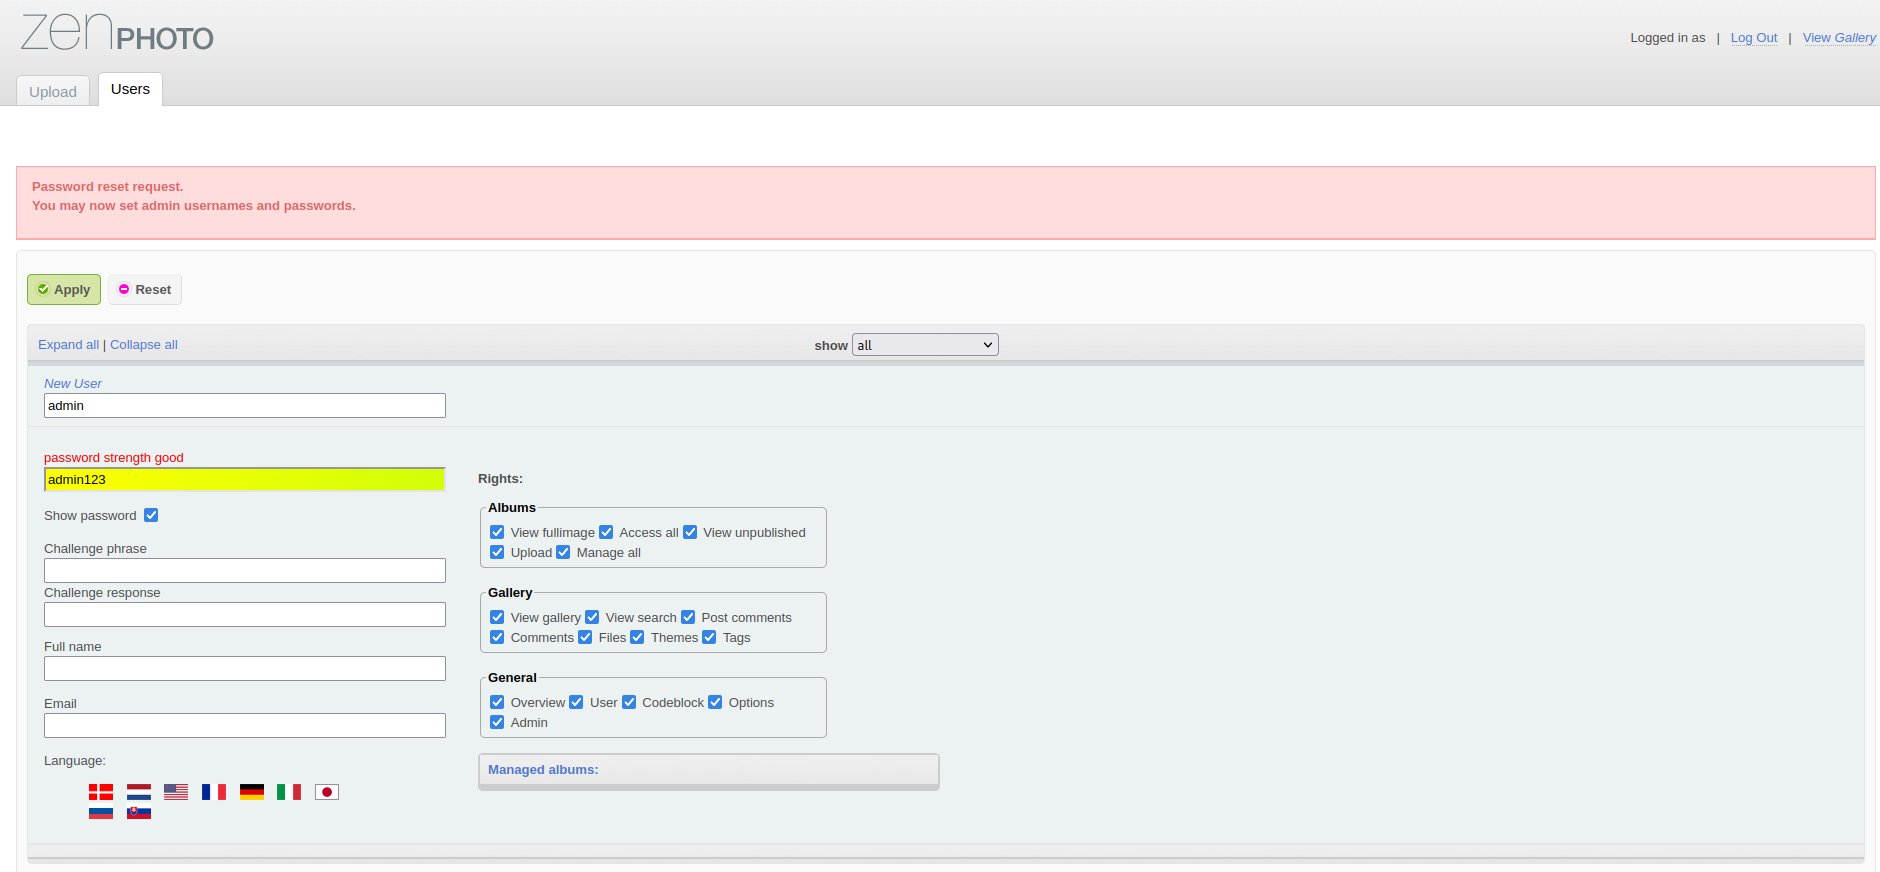 zenPHOTO
Logged in as | Log Out | View Gallery
Upload Users
Password reset request.
You may now set admin usernames and passwords.
Apply Reset
Expand all | Collapse all show all
New User
admin
password strength good
admin123
Rights:
Show password
Albums
View fullimage Access all View unpublished
Upload Manage all
Challenge phrase
Challenge response
Gallery
View gallery View search Post comments
Comments Files Themes Tags
Full name
General
Overview User Codeblock Options
Admin
Email
Language:
Managed albums: